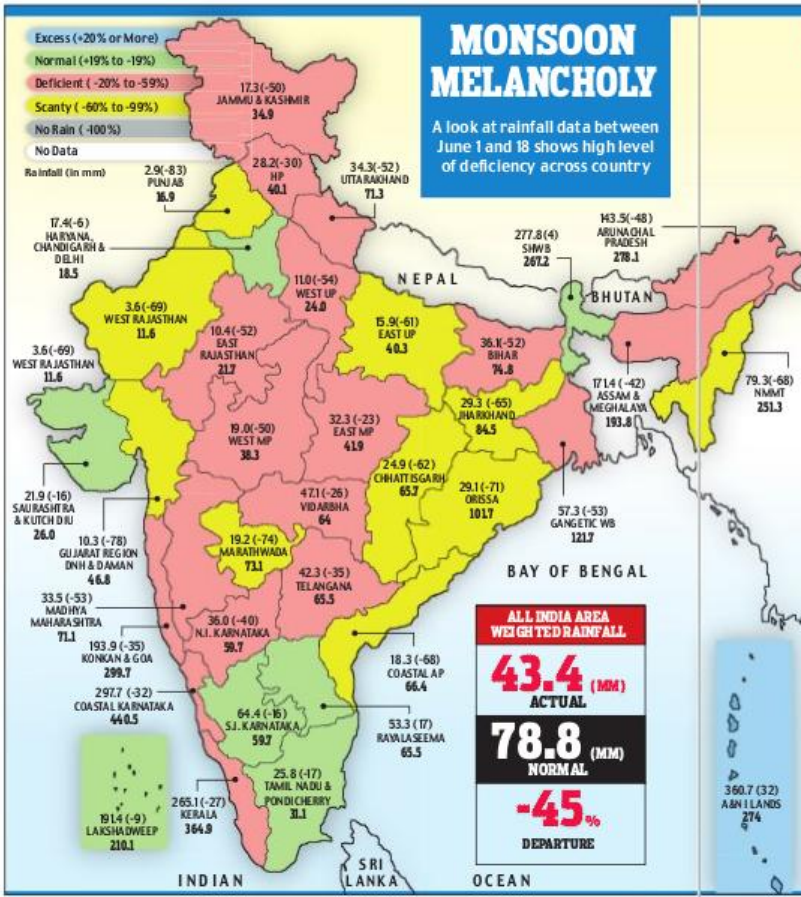 Excess (+20% or More)
Normal (+19% to -19%)
Deficient ( -20% to -59%)
Scanty ( -60% to -99%)
No Rain ( -100%)
No Data
Rainfall (in mm)
MONSOON
MELANCHOLY
A look at rainfall data between
June 1 and 18 shows high level
of deficiency across country
17.3(-50)
JAMMU & KASHMIR
34.9
28.2(-30)
HP
40.1
34.3(-52)
UTTARAKHAND
71.3
2.9(-83)
PUNJAB
16.9
17.4(-6)
HARYANA,
CHANDIGARH &
DELHI
18.5
277.8(4)
SHWB
267.2
143.5(-48)
ARUNACHAL
PRADESH
278.1
NEPAL
BHUTAN
11.0(-54)
WEST UP
24.0
3.6(-69)
WEST RAJASTHAN
11.6
10.4(-52)
EAST
RAJASTHAN
21.7
15.9(-61)
EAST UP
40.3
36.1(-52)
BIHAR
74.8
3.6(-69)
WEST RAJASTHAN
11.6
171.4 (-42)
ASSAM &
MEGHALAYA
193.8
79.3(-68)
NMMT
251.3
29.3 (-65)
JHARKHAND
84.5
19.0(-50)
WEST MP
38.3
32.3 (-23)
EAST MP
41.9
24.9 (-62)
CHHATTISGARH
65.7
29.1(-71)
ORISSA
101.7
57.3 (-53)
GANGETIC WB
121.7
21.9 (-16)
SAURASHTRA
& KUTCH DIU
26.0
47.1(-26)
VIDARBHA
64
10.3 (-78)
GUJARAT REGION
DNH & DAMAN
46.8
19.2 (-74)
MARATHWADA
73.1
42.3(-35)
TELANGANA
65.5
BAY OF BENGAL
33.5 (-53)
MADHYA
MAHARASHTRA
71.1
36.0 (-40)
N.I. KARNATAKA
59.7
193.9(-35)
KONKAN & GOA
299.7
18.3(-68)
COASTAL AP
66.4
297.7 (-32)
COASTAL KARNATAKA
440.5
64.4(-16)
S.I. KARNATAKA
59.7
53.3 (17)
RAYALASEEMA
65.5
191.4 (-9)
LAKSHADWEEP
210.1
265.1(-27)
KERALA
364.9
25.8 (-17)
TAMIL NADU &
PONDICHERRY
31.1
ALL INDIA AREA
WEIGHTED RAINFALL
43.4 (MM)
ACTUAL
78.8 (MM)
NORMAL
-45%
DEPARTURE
360.7 (32)
A&N I LANDS
274
SRI
LANKA
INDIAN OCEAN